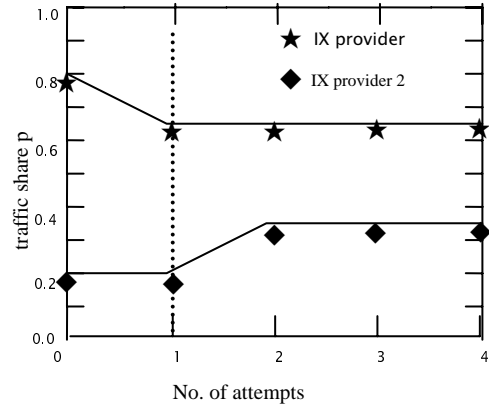 1.0
IX provider
0.8
IX provider 2
0.6
traffic share p
0.4
0.2
0.0
0 1 2 3 4
No. of attempts